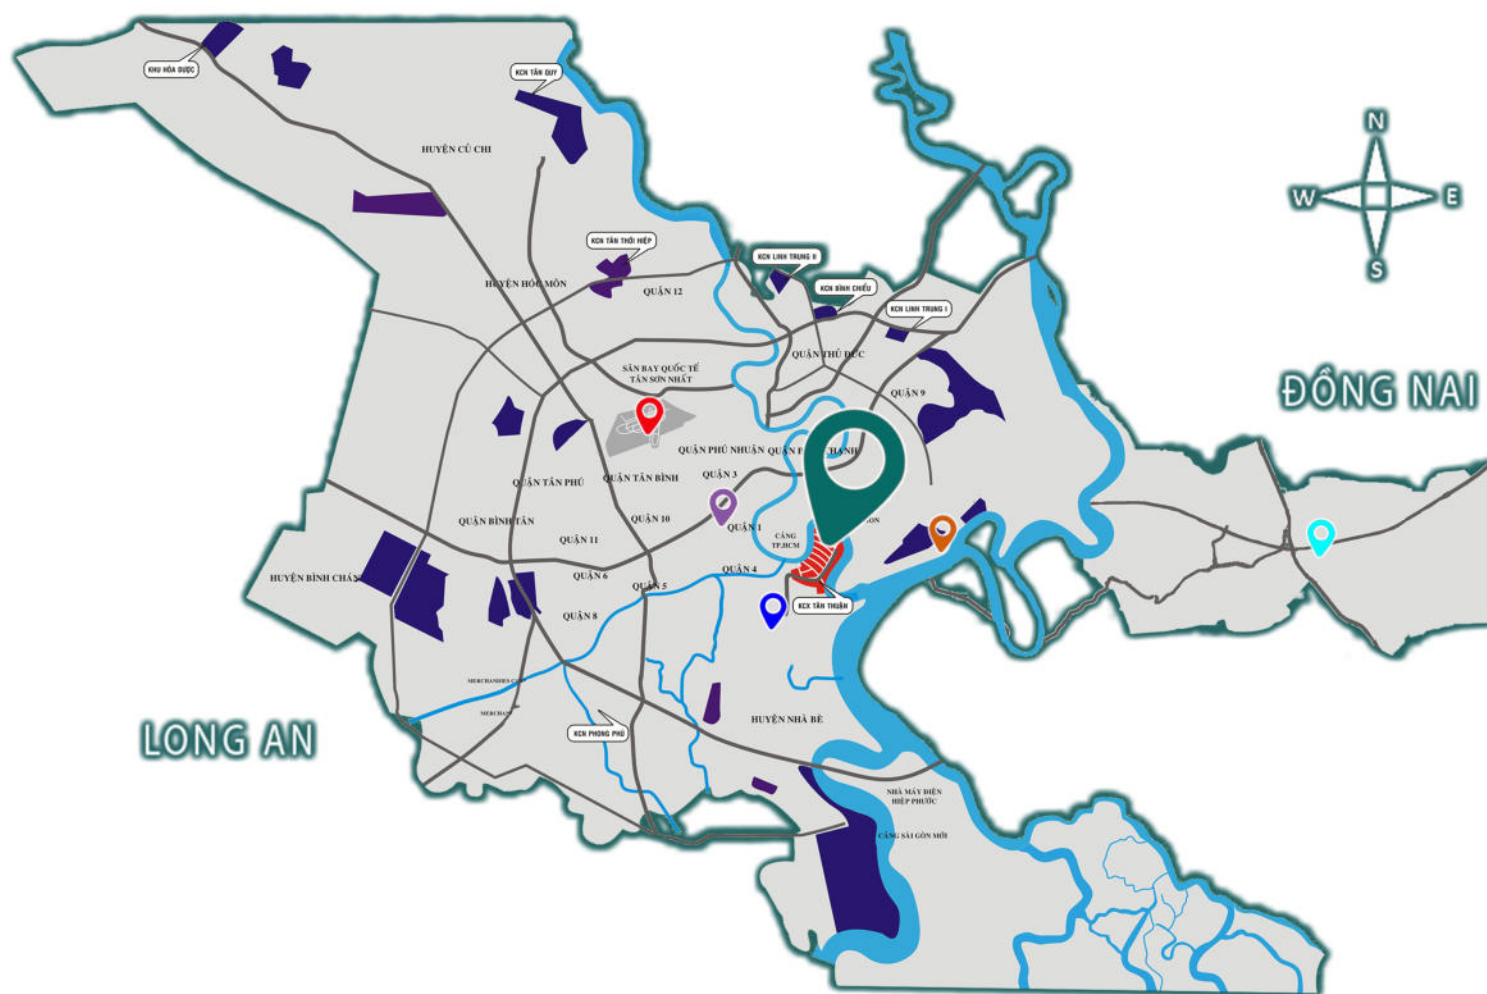 KHU HÓA DƯỢC
KCN TÂN QUY
N
HUYỆN CỦ CHI
W
E
KCN TÂN THỚI HIỆP
KCN LINH TRUNG II
S
HUYỆN HÓC MÔN
QUẬN 12
KCN BÌNH CHIỂU
KCN LINH TRUNG I
QUẬN THỦ ĐỨC
SÂN BAY QUỐC TẾ
TÂN SƠN NHẤT
ĐỒNG NAI
QUẬN 9
QUẬN PHÚ NHUẬN
QUẬN
THẠNH
QUẬN TÂN PHÚ
QUẬN TÂN BÌNH
QUẬN 3
QUẬN BÌNH TÂN
QUẬN 10
QUẬN 1
QUẬN 11
CẢNG
TP.HCM
HUYỆN BÌNH
QUẬN 6
QUẬN 5
QUẬN 4
KCX TÂN THUẬN
QUẬN 8
MERCHANDISES
MERCHAN
HUYỆN NHÀ BÈ
KCN PHONG PHÚ
LONG AN
NHÀ MÁY ĐIỆN
HIỆP PHƯỚC
CẢNG SÀI GÒN MỚI